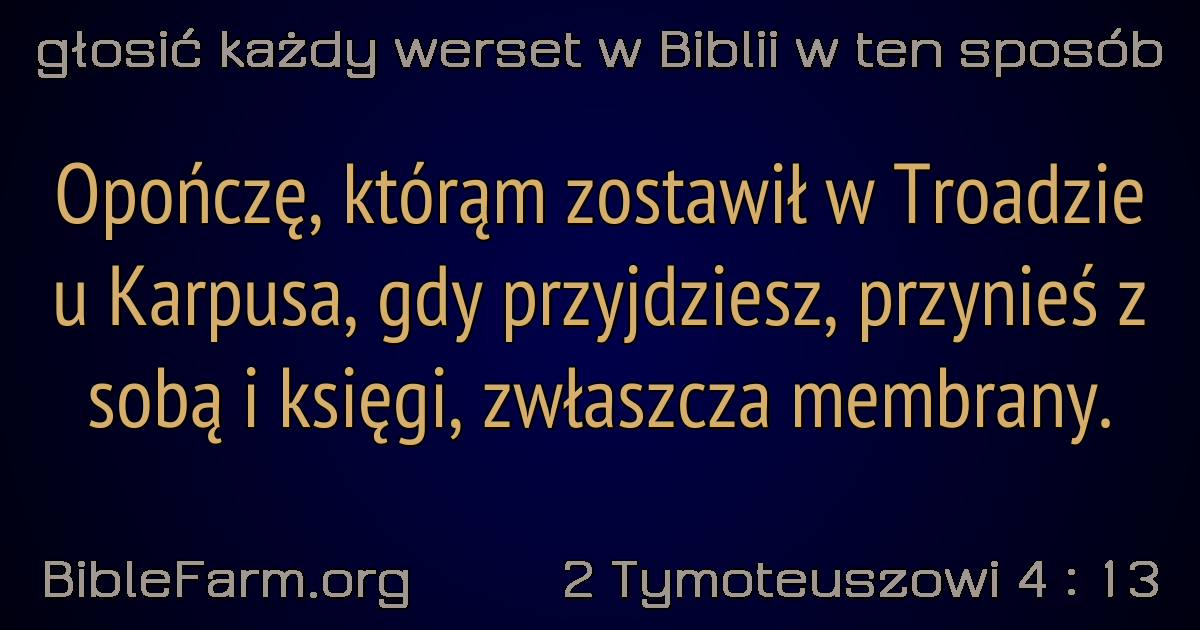 głosić każdy werset w Biblii w ten sposób
Opończę, którąm zostawił w Troadzie
u Karpusa, gdy przyjdziesz, przynieś z
sobą i księgi, zwłaszcza membrany.
BibleFarm.org
2 Tymoteuszowi 4 : 13